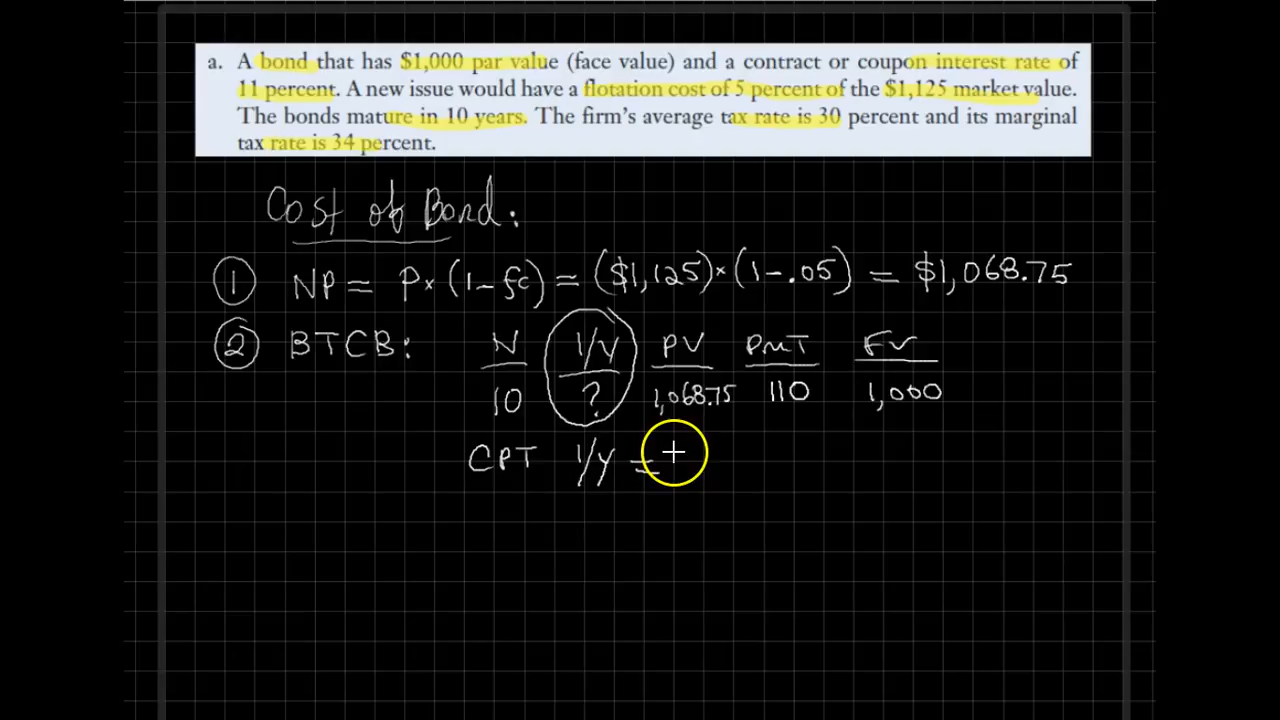 a. A bond that has $1,000 par value (face value) and a contract or coupon interest rate of
11 percent. A new issue would have a flotation cost of 5 percent of the $1,125 market value.
The bonds mature in 10 years. The firm's average tax rate is 30 percent and its marginal
tax rate is 34 percent.
Cost of Bond:
① NP = P × (1 - fc) = ($1,125) × (1 - .05) = $1,068.75
② BTCB: N I/Y PV PMT FV
10 ? 1,068.75 110 1,000
CPT I/Y =